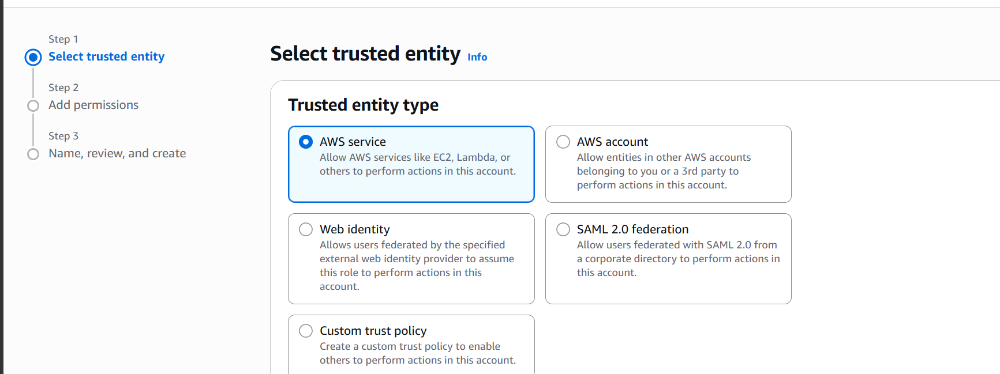 Step 1
Select trusted entity
Step 2
Add permissions
Step 3
Name, review, and create
Select trusted entity Info
Trusted entity type
AWS service
Allow AWS services like EC2, Lambda, or
others to perform actions in this account.
AWS account
Allow entities in other AWS accounts
belonging to you or a 3rd party to
perform actions in this account.
Web identity
Allows users federated by the specified
external web identity provider to assume
this role to perform actions in this
account.
SAML 2.0 federation
Allow users federated with SAML 2.0 from
a corporate directory to perform actions in
this account.
Custom trust policy
Create a custom trust policy to enable
others to perform actions in this account.